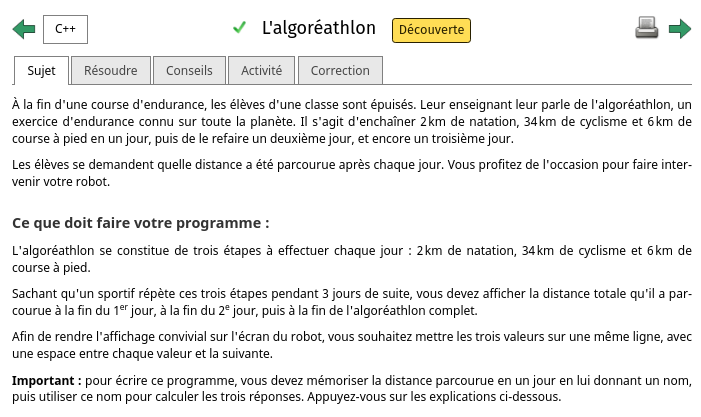 C++
L'algoréathlon
Découverte
Sujet
Résoudre
Conseils
Activité
Correction
À la fin d'une course d'endurance, les élèves d'une classe sont épuisés. Leur enseignant leur parle de l'algoréathlon, un
exercice d'endurance connu sur toute la planète. Il s'agit d'enchaîner 2 km de natation, 34 km de cyclisme et 6 km de
course à pied en un jour, puis de le refaire un deuxième jour, et encore un troisième jour.
Les élèves se demandent quelle distance a été parcourue après chaque jour. Vous profitez de l'occasion pour faire inter-
venir votre robot.
Ce que doit faire votre programme :
L'algoréathlon se constitue de trois étapes à effectuer chaque jour : 2 km de natation, 34 km de cyclisme et 6 km de
course à pied.
Sachant qu'un sportif répète ces trois étapes pendant 3 jours de suite, vous devez afficher la distance totale qu'il a par-
courue à la fin du 1er jour, à la fin du 2e jour, puis à la fin de l'algoréathlon complet.
Afin de rendre l'affichage convivial sur l'écran du robot, vous souhaitez mettre les trois valeurs sur une même ligne, avec
une espace entre chaque valeur et la suivante.
Important : pour écrire ce programme, vous devez mémoriser la distance parcourue en un jour en lui donnant un nom,
puis utiliser ce nom pour calculer les trois réponses. Appuyez-vous sur les explications ci-dessous.